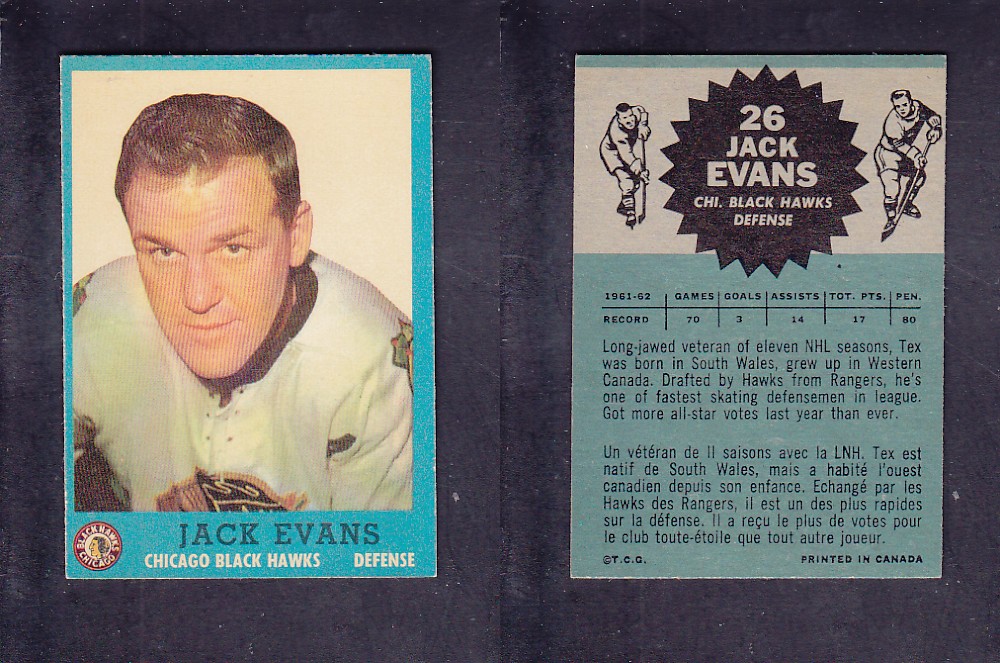 JACK EVANS
CHICAGO BLACK HAWKS DEFENSE
BLACK HAWKS
CHICAGO
26
JACK
EVANS
CHI. BLACK HAWKS
DEFENSE
1961-62 GAMES GOALS ASSISTS TOT. PTS. PEN.
RECORD 70 3 14 17 80
Long-jawed veteran of eleven NHL seasons, Tex
was born in South Wales, grew up in Western
Canada. Drafted by Hawks from Rangers, he's
one of fastest skating defensemen in league.
Got more all-star votes last year than ever.
Un vétéran de II saisons avec la LNH. Tex est
natif de South Wales, mais a habité l'ouest
canadien depuis son enfance. Echangé par les
Hawks des Rangers, il est un des plus rapides
sur la défense. Il a reçu le plus de votes pour
le club toute-étoile que tout autre joueur.
©T.C.G. PRINTED IN CANADA